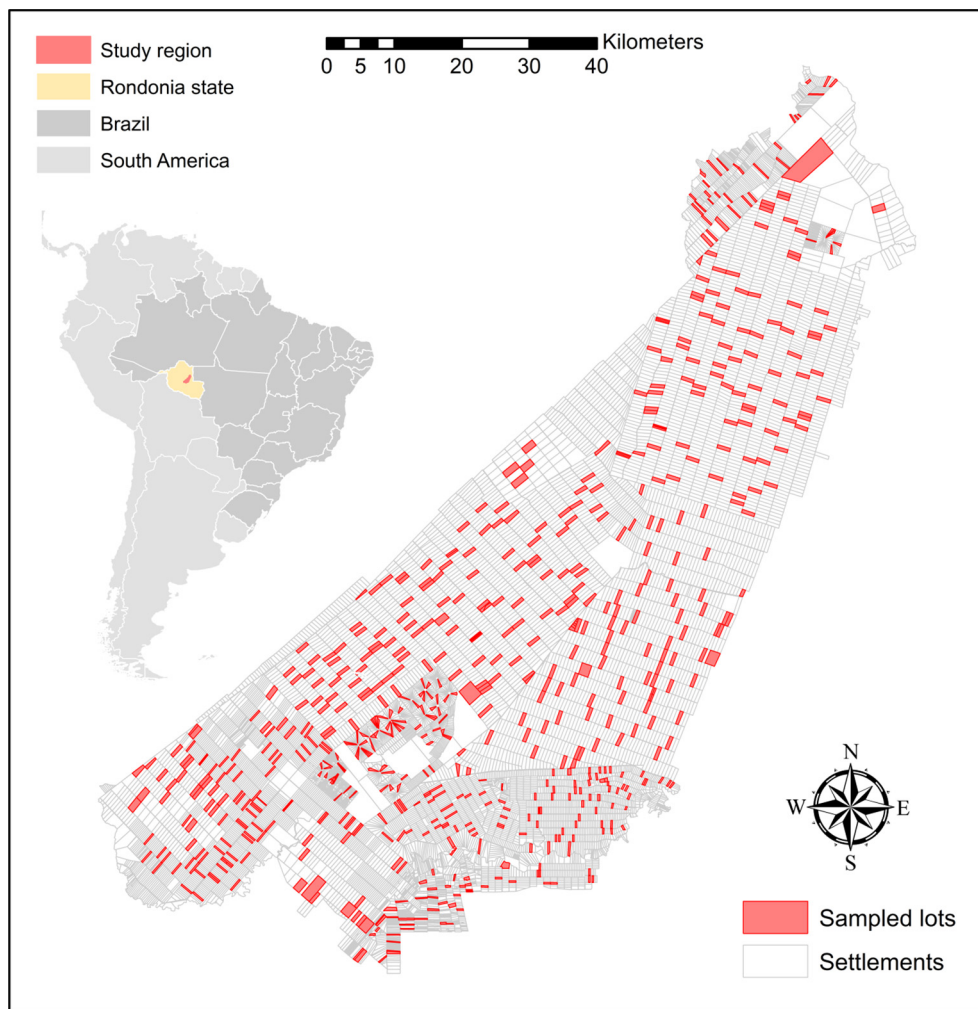 Study region
Rondonia state
Brazil
South America
Kilometers
0 5 10 20 30 40
N
W E
S
Sampled lots
Settlements